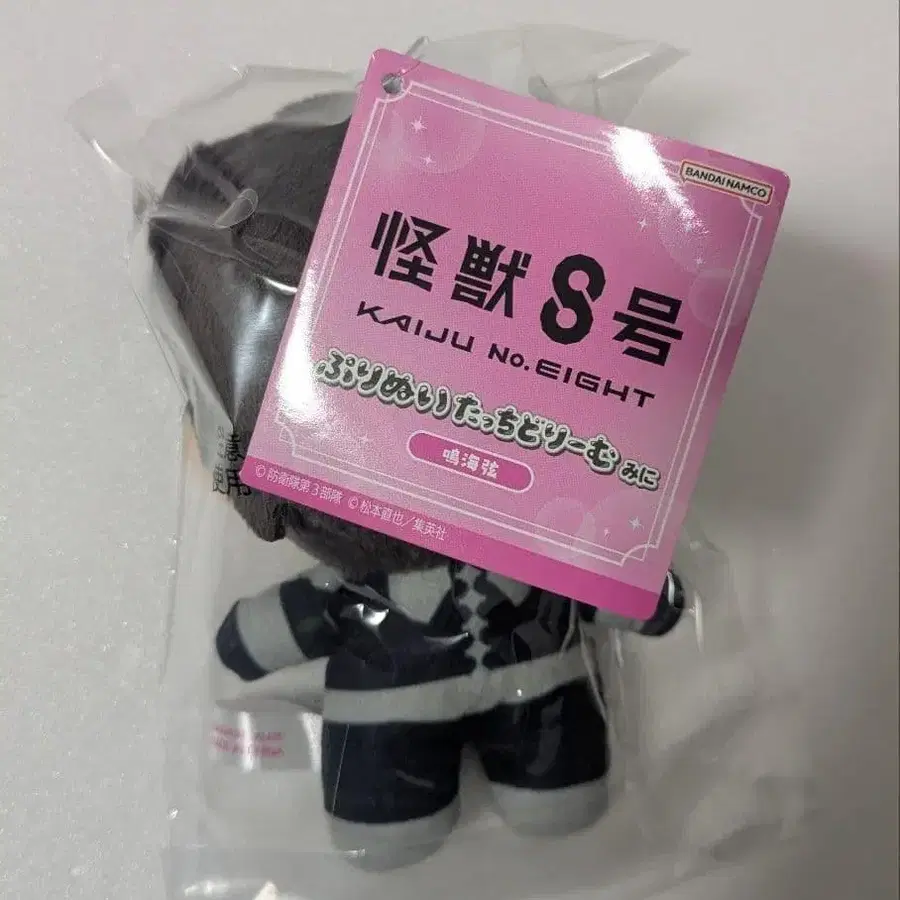 BANDAI NAMCO
怪獣8号
KAIJU No.EIGHT
ぷりぬいたっちどりーむ みに
鳴海弦
©防衛隊第3部隊 ©松本直也/集英社